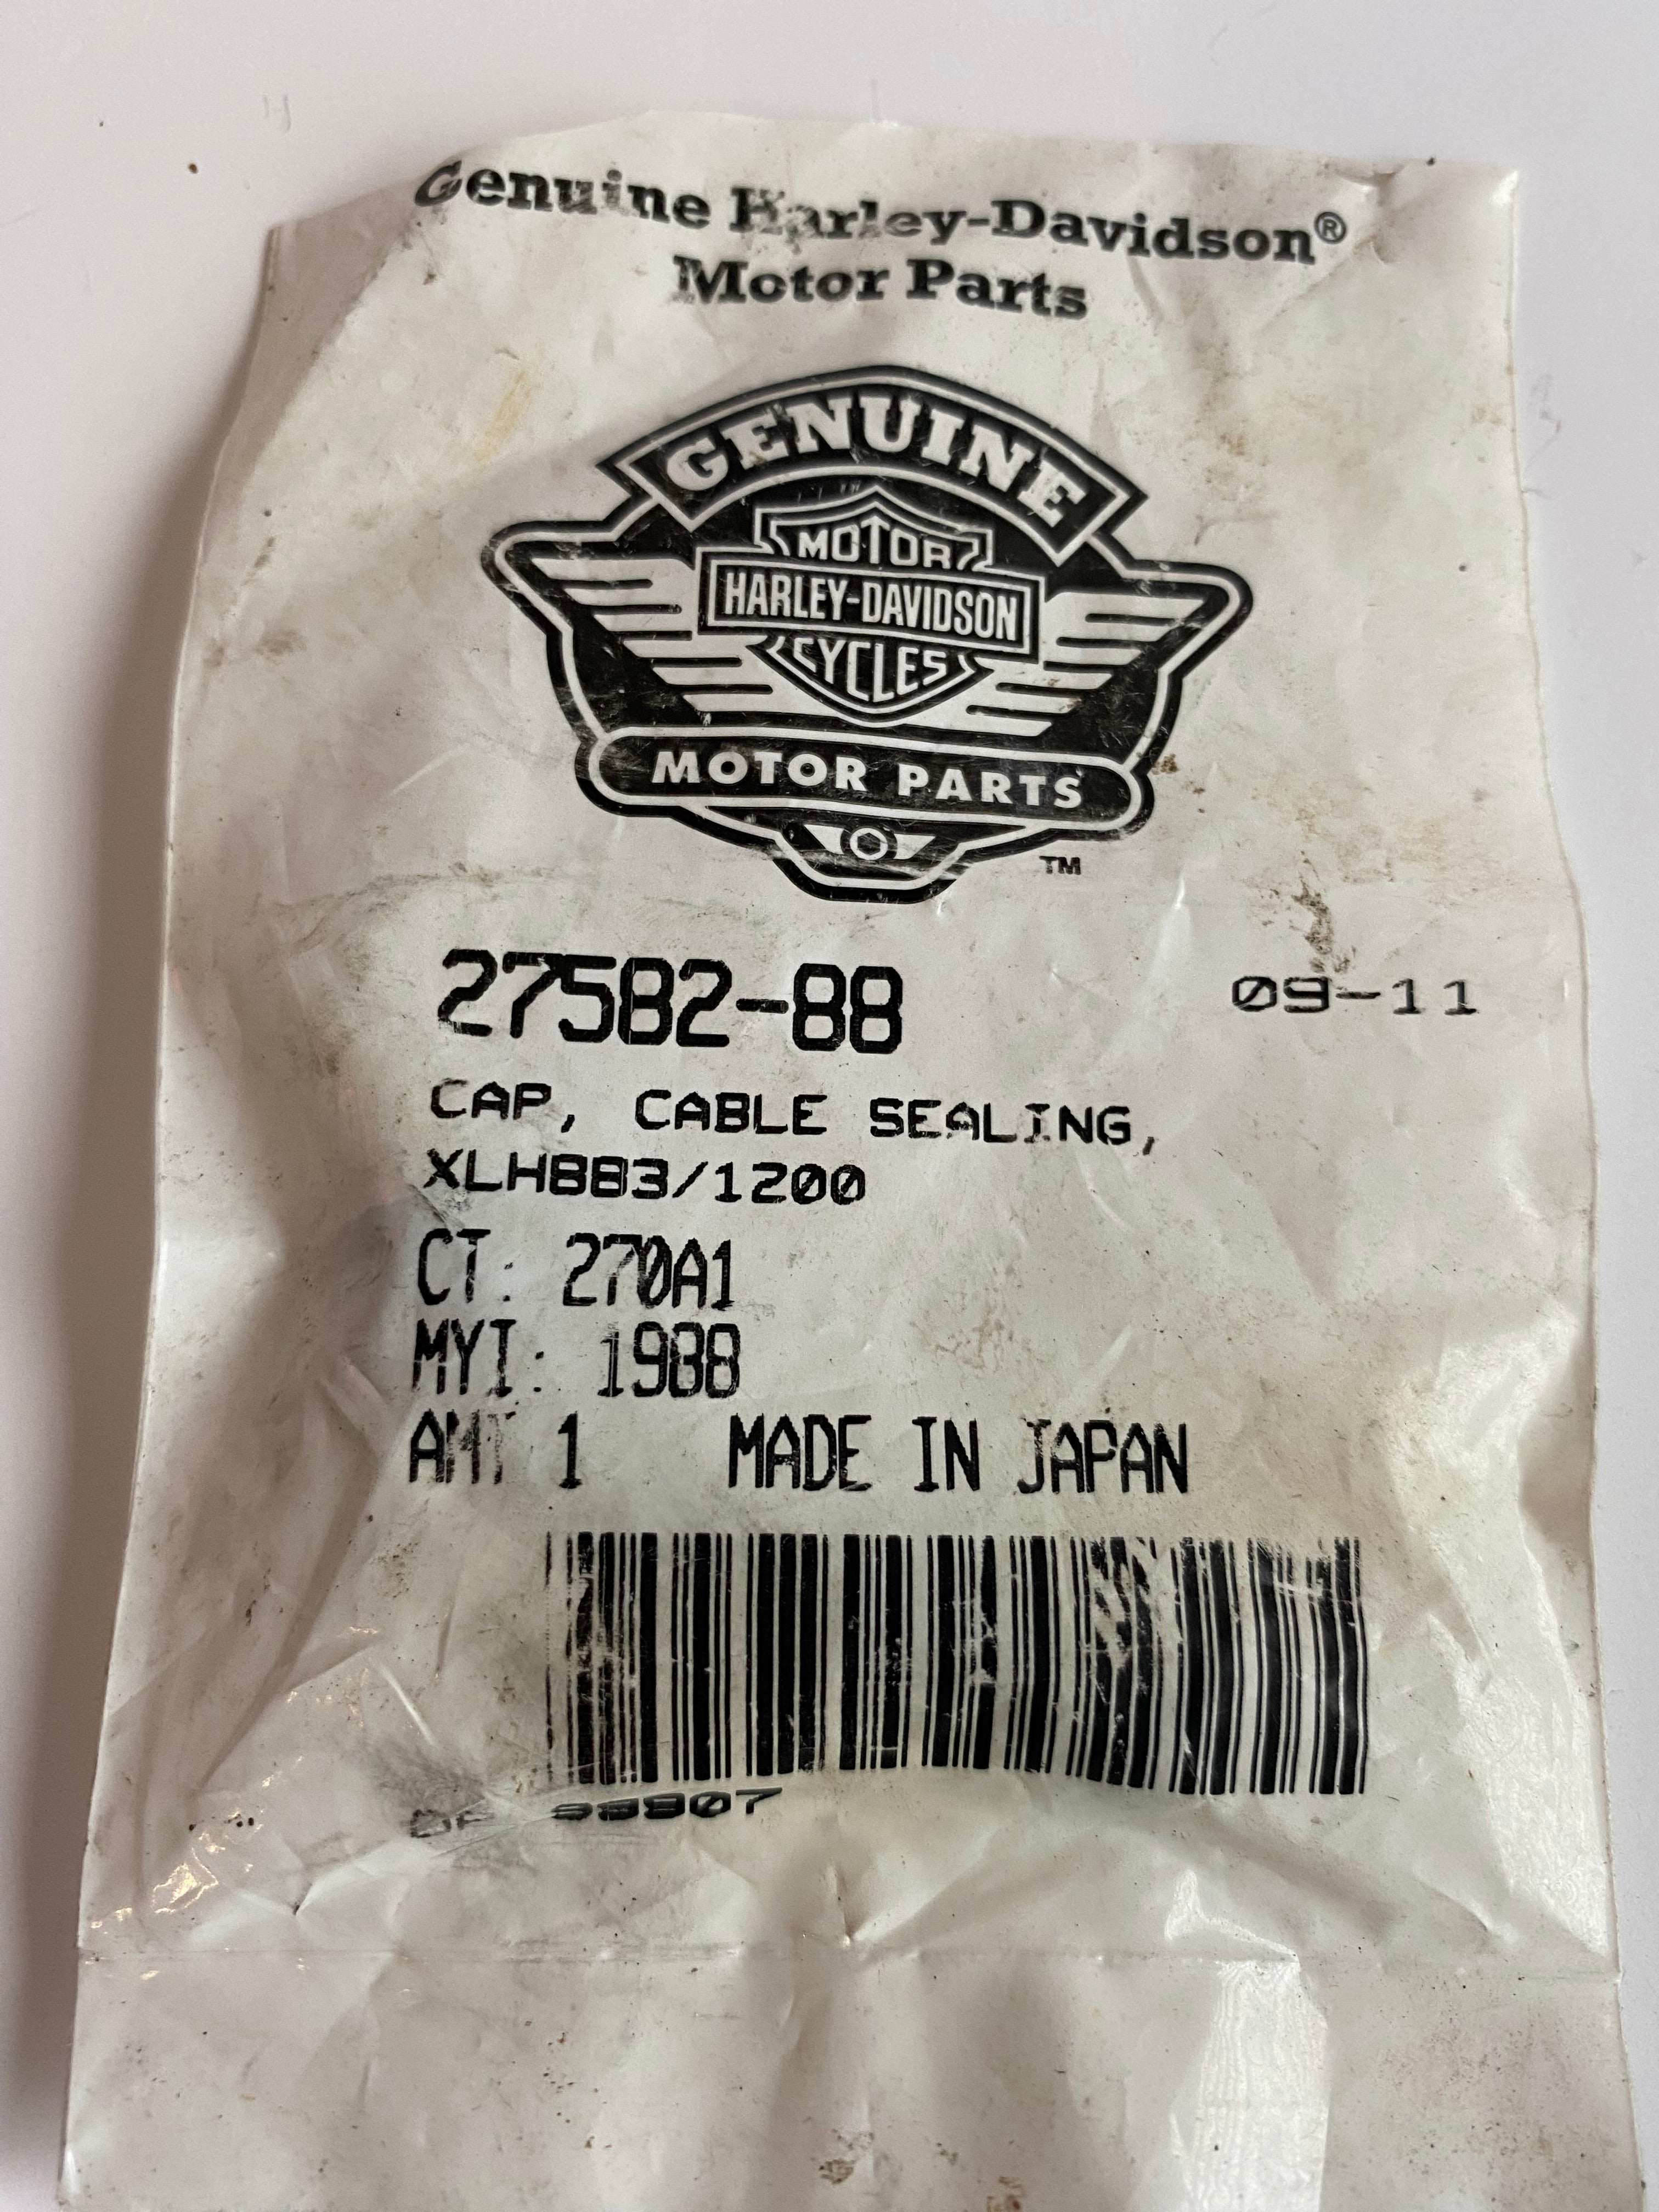 Genuine Harley-Davidson®
Motor Parts
GENUINE
MOTOR
HARLEY-DAVIDSON
CYCLES
MOTOR PARTS
TM
27582-88 09-11
CAP, CABLE SEALING,
XLH883/1200
CT: 270A1
MYI: 1988
AMT 1 MADE IN JAPAN